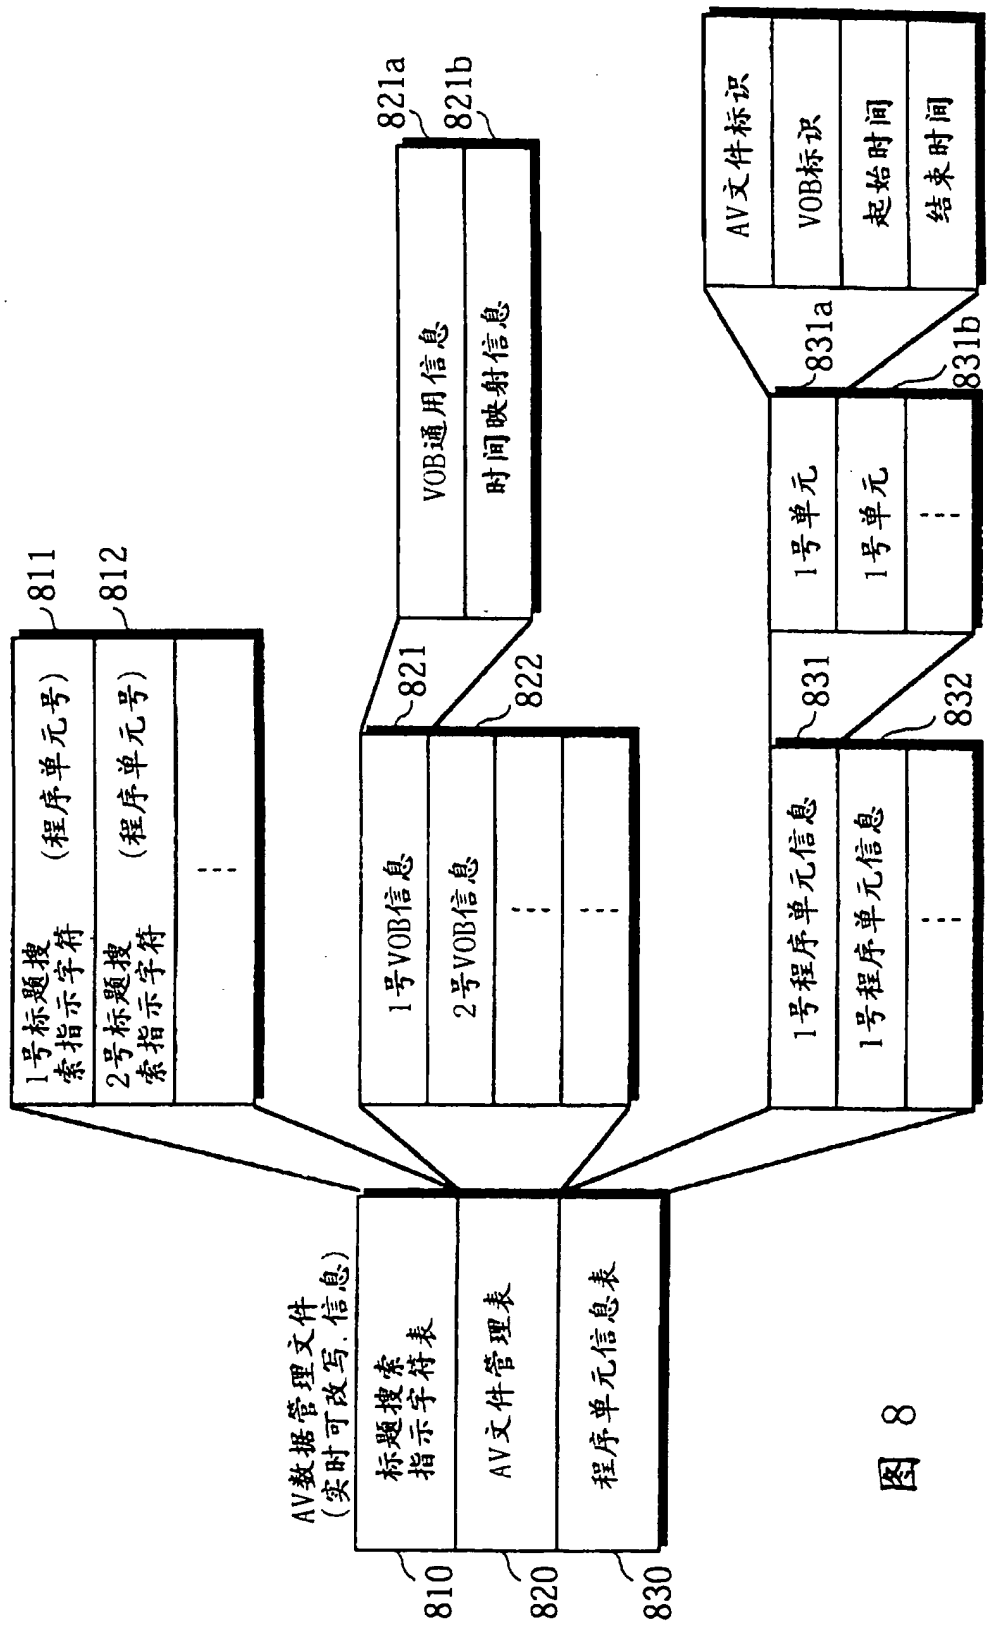 AV数据管理文件
(实时可改写.信息)
标题搜索
指示字符表
810
AV文件管理表
820
程序单元信息表
830
1号标题搜
索指示字符
(程序单元号)
811
2号标题搜
索指示字符
(程序单元号)
812
1号VOB信息
821
2号VOB信息
822
VOB通用信息
821a
时间映射信息
821b
1号程序单元信息
831
1号程序单元信息
832
1号单元
831a
1号单元
831b
AV文件标识
VOB标识
起始时间
结束时间
图 8